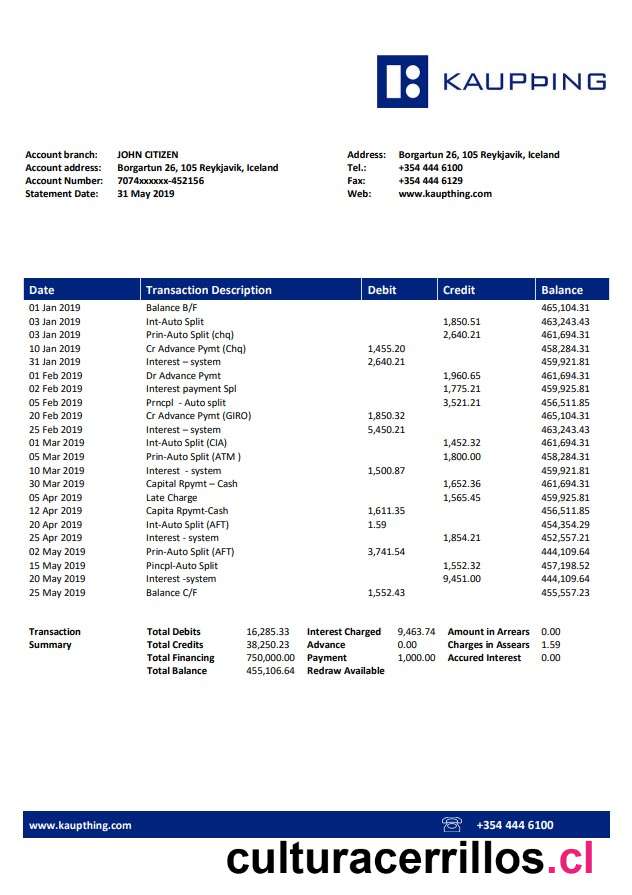 KAUPÞING
Account branch: JOHN CITIZEN Address: Borgartun 26, 105 Reykjavik, Iceland
Account address: Borgartun 26, 105 Reykjavik, Iceland Tel.: +354 444 6100
Account Number: 7074xxxxxx-452156 Fax: +354 444 6129
Statement Date: 31 May 2019 Web: www.kaupthing.com
Date Transaction Description Debit Credit Balance
01 Jan 2019 Balance B/F 465,104.31
03 Jan 2019 Int-Auto Split 1,850.51 463,243.43
03 Jan 2019 Prin-Auto Split (chq) 2,640.21 461,694.31
10 Jan 2019 Cr Advance Pymt (Chq) 1,455.20 458,284.31
31 Jan 2019 Interest – system 2,640.21 459,921.81
01 Feb 2019 Dr Advance Pymt 1,960.65 461,694.31
02 Feb 2019 Interest payment Spl 1,775.21 459,925.81
05 Feb 2019 Prncpl - Auto split 3,521.21 456,511.85
20 Feb 2019 Cr Advance Pymt (GIRO) 1,850.32 465,104.31
25 Feb 2019 Interest – system 5,450.21 463,243.43
01 Mar 2019 Int-Auto Split (CIA) 1,452.32 461,694.31
05 Mar 2019 Prin-Auto Split (ATM ) 1,800.00 458,284.31
10 Mar 2019 Interest - system 1,500.87 459,921.81
30 Mar 2019 Capital Rpymt – Cash 1,652.36 461,694.31
05 Apr 2019 Late Charge 1,565.45 459,925.81
12 Apr 2019 Capita Rpymt-Cash 1,611.35 456,511.85
20 Apr 2019 Int-Auto Split (AFT) 1.59 454,354.29
25 Apr 2019 Interest - system 1,854.21 452,557.21
02 May 2019 Prin-Auto Split (AFT) 3,741.54 444,109.64
15 May 2019 Pincpl-Auto Split 1,552.32 457,198.52
20 May 2019 Interest -system 9,451.00 444,109.64
25 May 2019 Balance C/F 1,552.43 455,557.23
Transaction Total Debits 16,285.33 Interest Charged 9,463.74 Amount in Arrears 0.00
Summary Total Credits 38,250.23 Advance 0.00 Charges in Assears 1.59
Total Financing 750,000.00 Payment 1,000.00 Accured Interest 0.00
Total Balance 455,106.64 Redraw Available
www.kaupthing.com +354 444 6100
culturacerrillos.cl